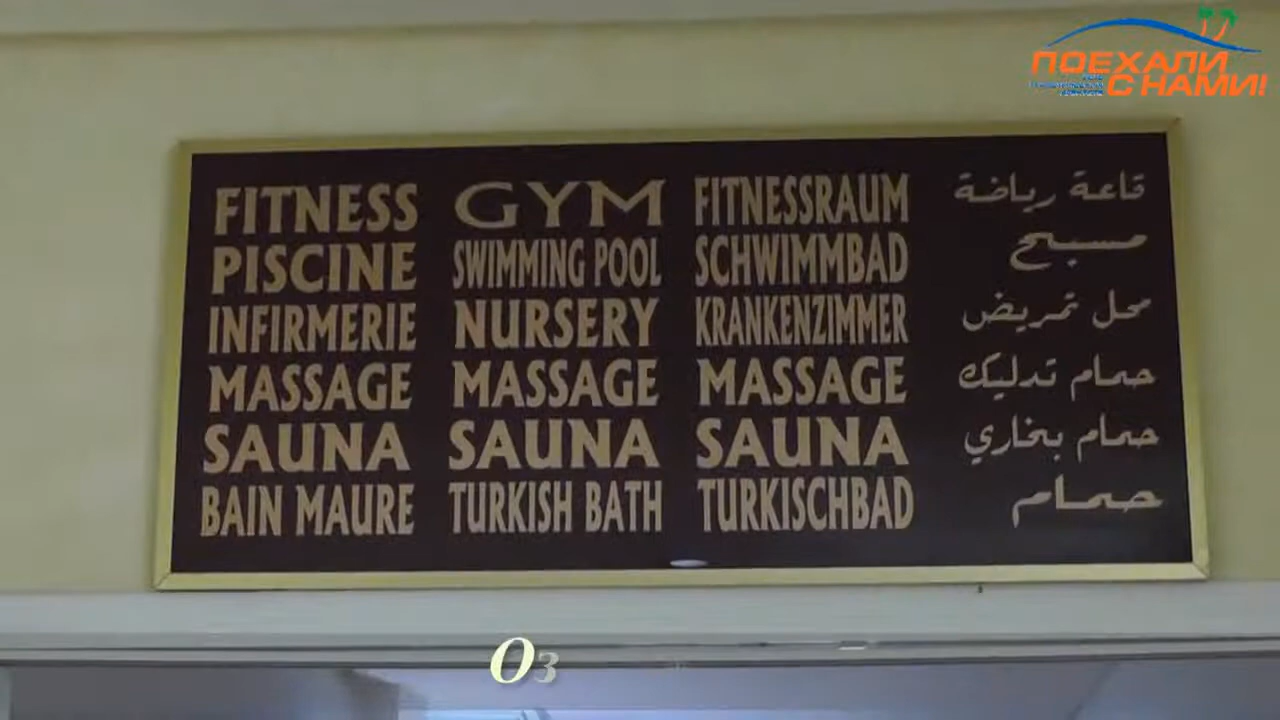 ПОЕХАЛИ
С НАМИ!
FITNESS GYM FITNESSRAUM قاعة رياضة
PISCINE SWIMMING POOL SCHWIMMBAD مسبح
INFIRMERIE NURSERY KRANKENZIMMER محل تمريض
MASSAGE MASSAGE MASSAGE حمام تدليك
SAUNA SAUNA SAUNA حمام بخاري
BAIN MAURE TURKISH BATH TURKISCHBAD حمام
Оз